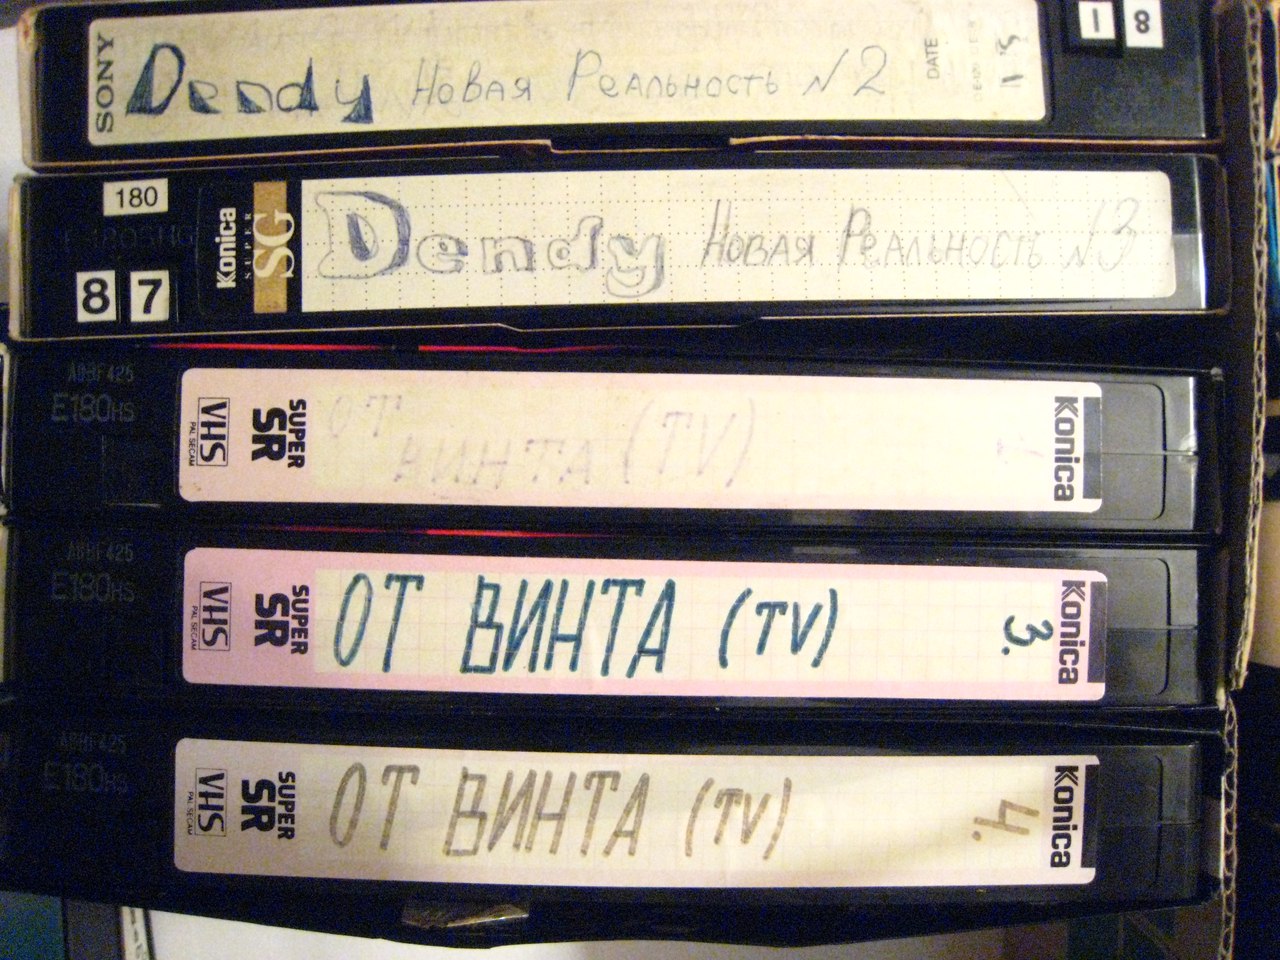 SONY
Dendy Новая Реальность N2
DATE
1 8
180
8 7
Konica
SUPER
SG
Dendy Новая Реальность N3
E180HS
VHS
PAL SECAM
SUPER
SR
ОТ
ВИНТА (TV)
Konica
E180HS
VHS
PAL SECAM
SUPER
SR
ОТ ВИНТА (TV)
3.
Konica
E180HS
VHS
PAL SECAM
SUPER
SR
ОТ ВИНТА (TV)
4.
Konica